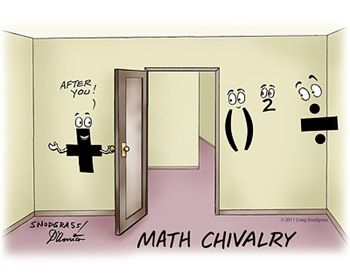 AFTER
YOU!
( ) 2 ÷
+
© 2011 Craig Snodgrass
SNODGRASS/
MATH CHIVALRY